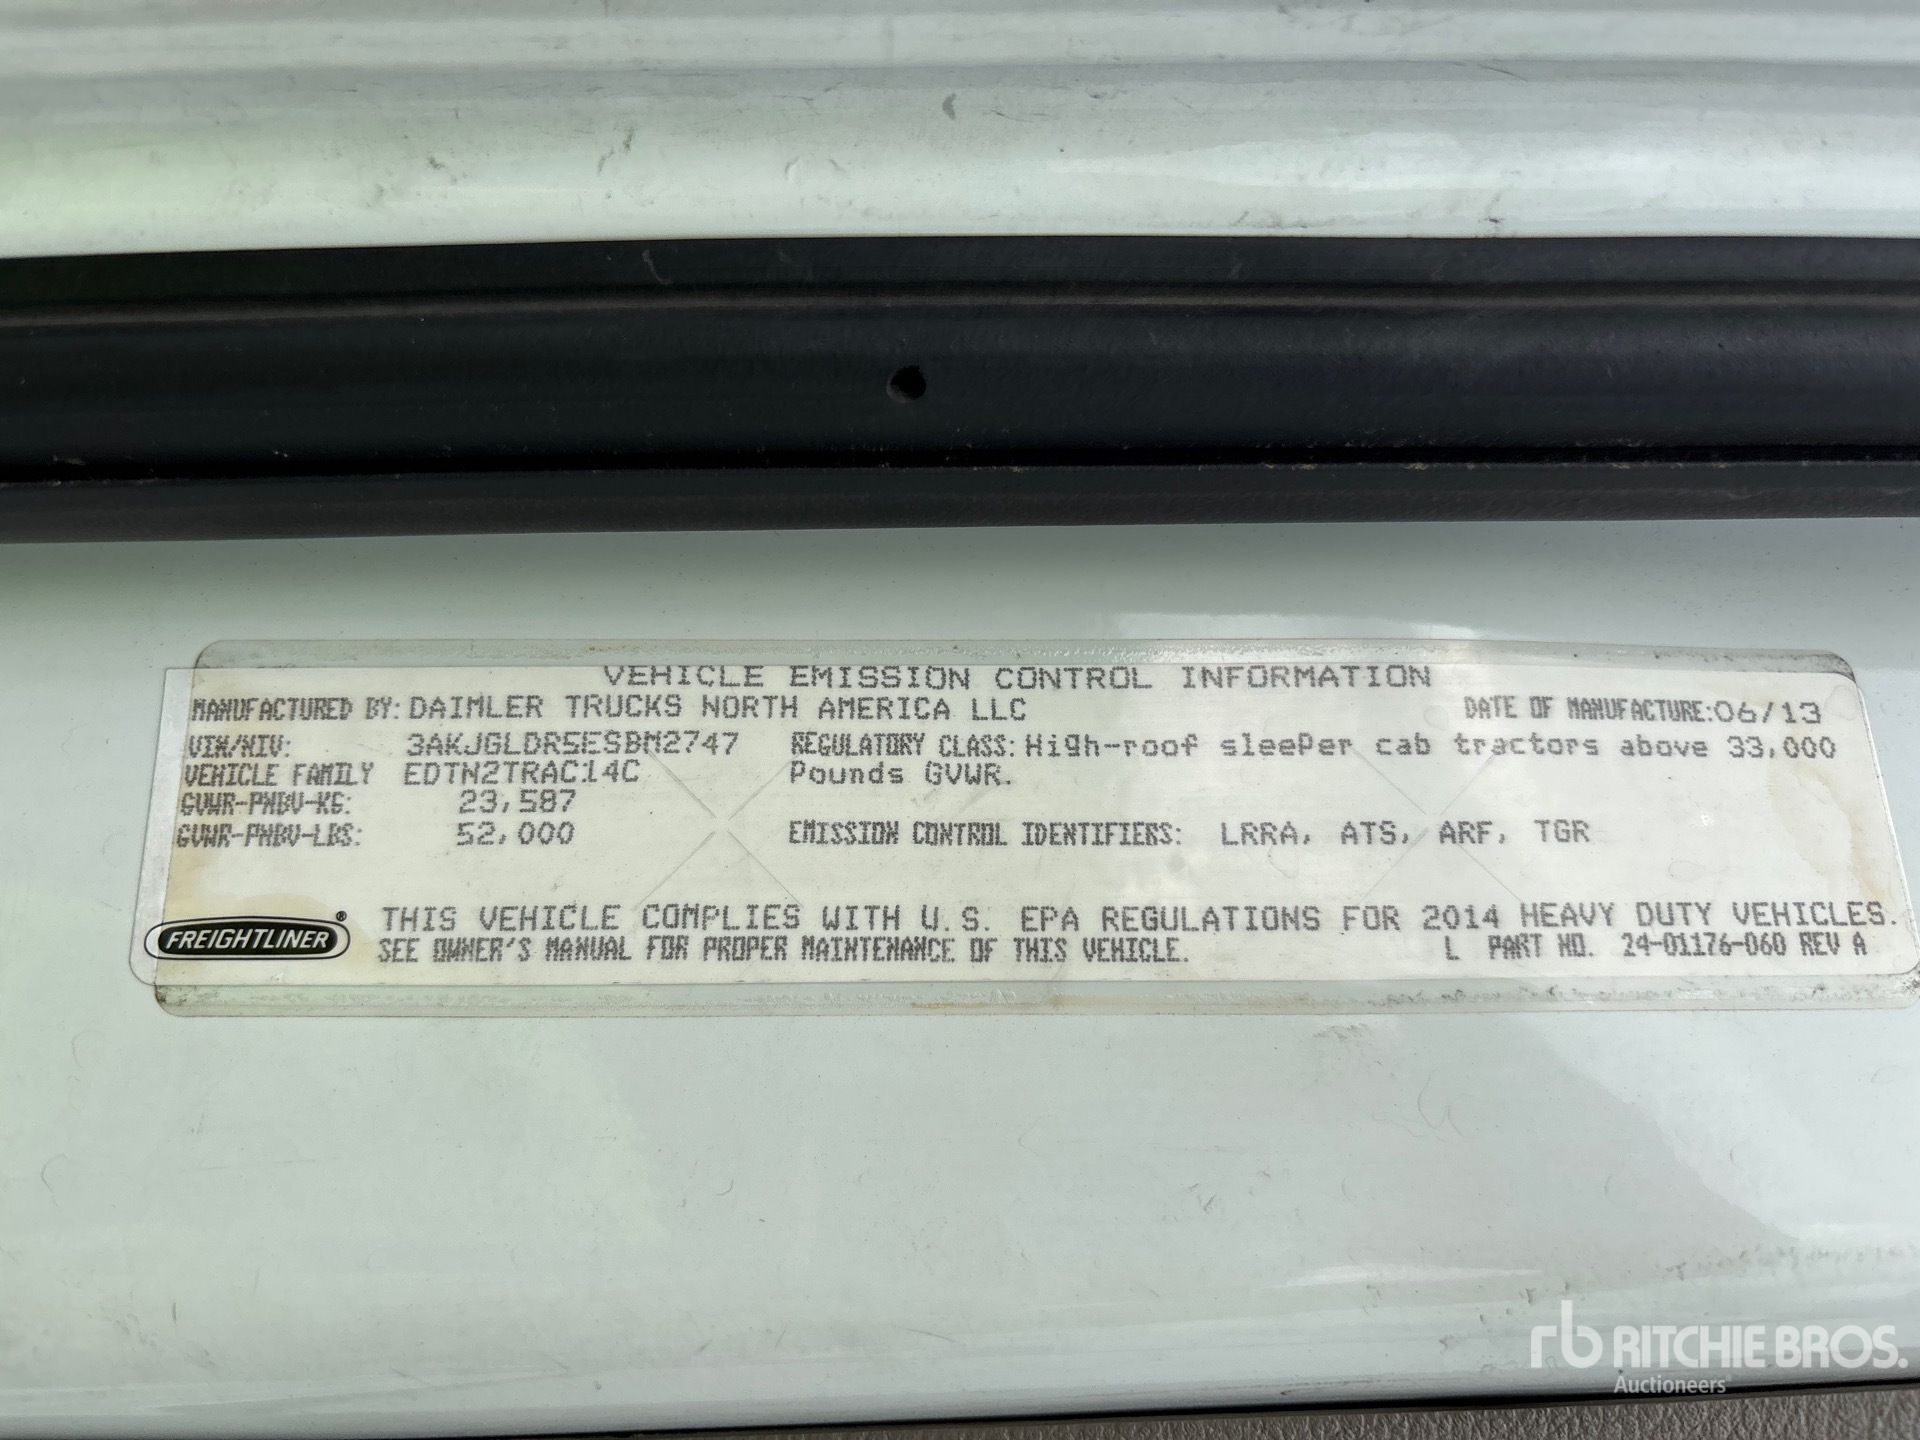 VEHICLE EMISSION CONTROL INFORMATION
MANUFACTURED BY: DAIMLER TRUCKS NORTH AMERICA LLC DATE OF MANUFACTURE: 06/13
VIN/NIV: 3AKJGLDR5ESBM2747 REGULATORY CLASS: High-roof sleeper cab tractors above 33,000
VEHICLE FAMILY EDTN2TRAC14C Pounds GVWR.
GVWR-PNBV-KG: 23,587
GVWR-PNBV-LBS: 52,000 EMISSION CONTROL IDENTIFIERS: LRRA, ATS, ARF, TGR
FREIGHTLINER® THIS VEHICLE COMPLIES WITH U.S. EPA REGULATIONS FOR 2014 HEAVY DUTY VEHICLES.
SEE OWNER'S MANUAL FOR PROPER MAINTENANCE OF THIS VEHICLE. L PART NO. 24-01176-060 REV A
rb RITCHIE BROS.
Auctioneers